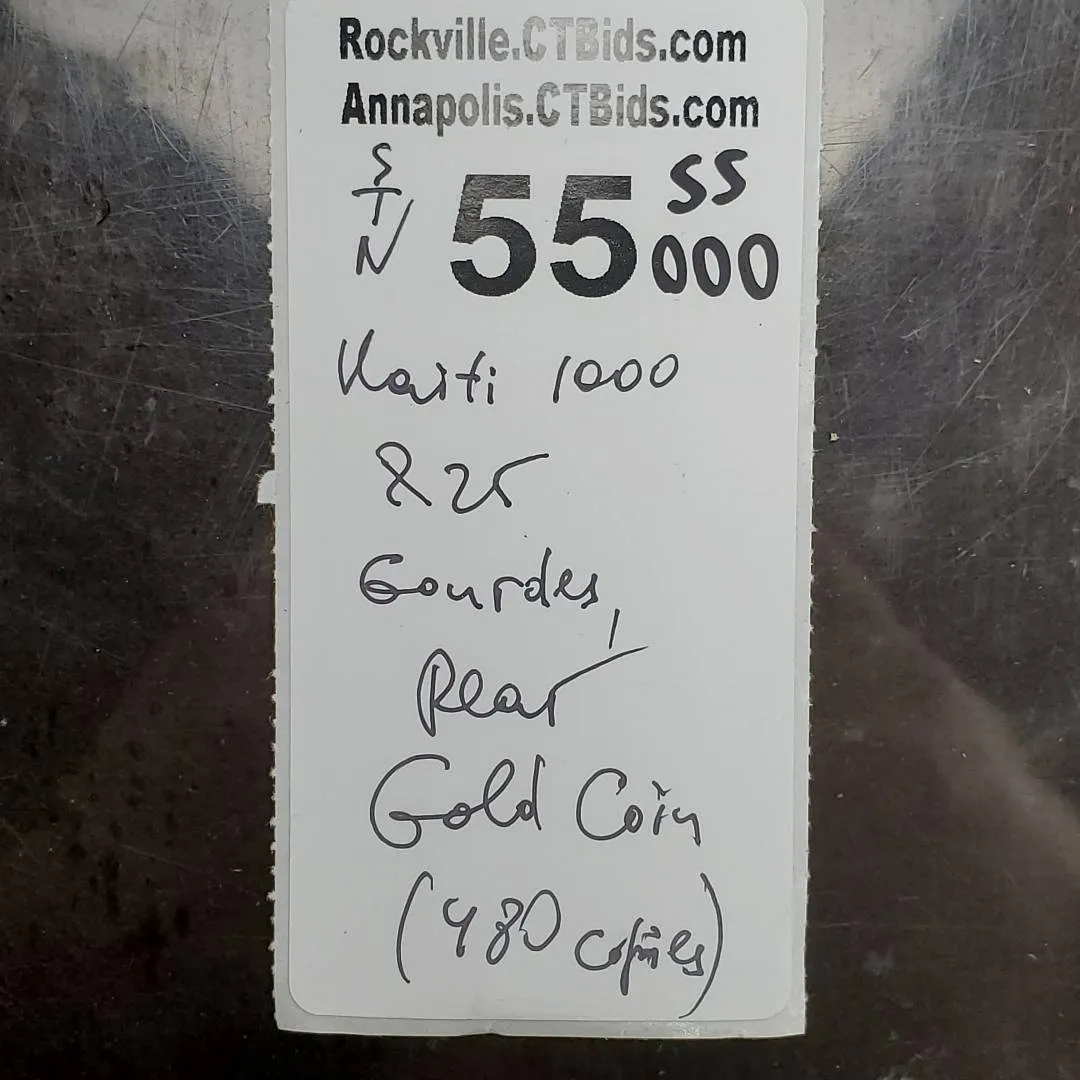 Rockville.CTBids.com
Annapolis.CTBids.com
S
T
N
55 SS
000
Haiti 1000
& 25
Gourdes,
Rear
Gold Coin
(480 copies)